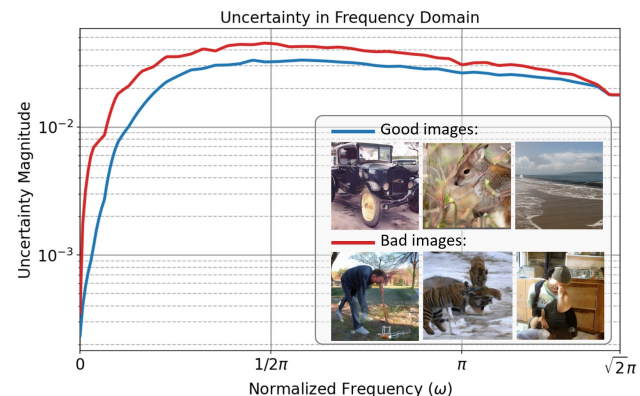 Uncertainty in Frequency Domain
Uncertainty Magnitude
10⁻²
10⁻³
Good images:
Bad images:
0
1/2π
π
√2π
Normalized Frequency (ω)